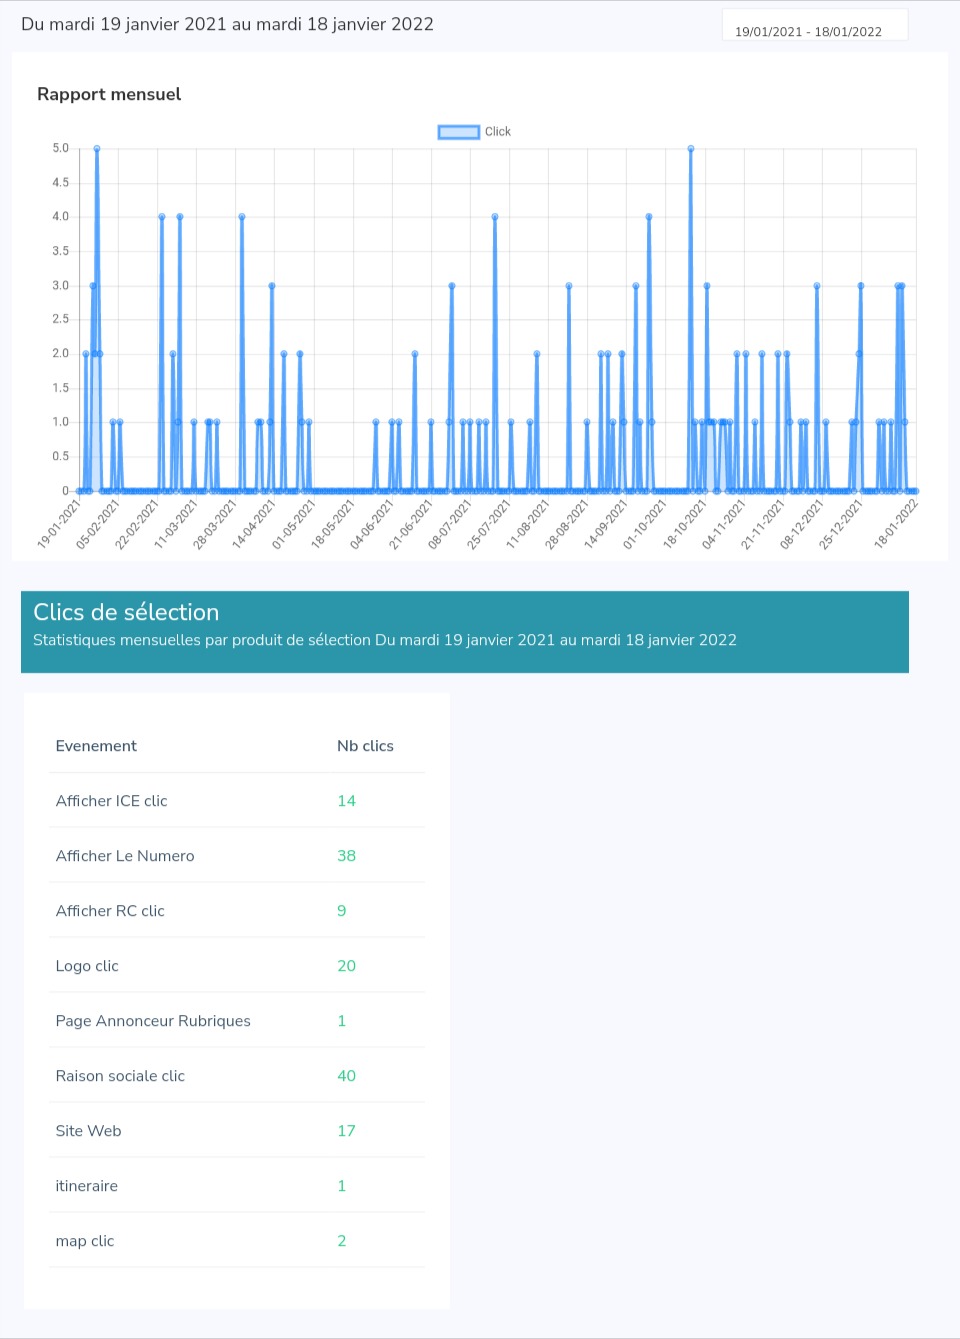 Du mardi 19 janvier 2021 au mardi 18 janvier 2022
19/01/2021 - 18/01/2022
Rapport mensuel
Click
5.0
4.5
4.0
3.5
3.0
2.5
2.0
1.5
1.0
0.5
0
19-01-2021
05-02-2021
22-02-2021
11-03-2021
28-03-2021
14-04-2021
01-05-2021
18-05-2021
04-06-2021
21-06-2021
08-07-2021
25-07-2021
11-08-2021
28-08-2021
14-09-2021
01-10-2021
18-10-2021
04-11-2021
21-11-2021
08-12-2021
25-12-2021
18-01-2022
Clics de sélection
Statistiques mensuelles par produit de sélection Du mardi 19 janvier 2021 au mardi 18 janvier 2022
Evenement Nb clics
Afficher ICE clic 14
Afficher Le Numero 38
Afficher RC clic 9
Logo clic 20
Page Annonceur Rubriques 1
Raison sociale clic 40
Site Web 17
itineraire 1
map clic 2